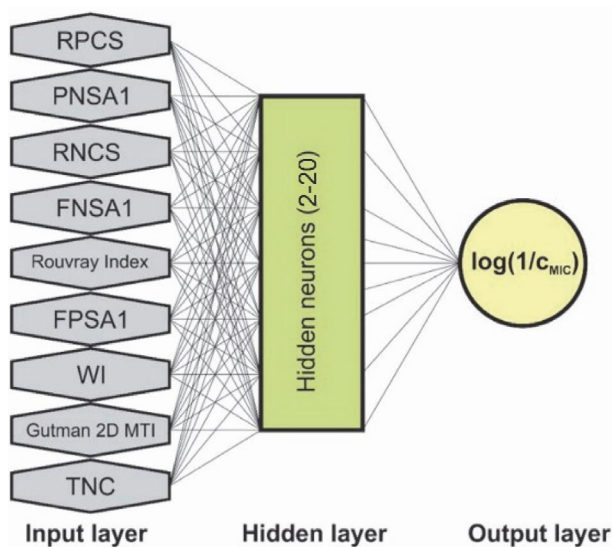 RPCS
PNSA1
RNCS
FNSA1
Rouvray Index
FPSA1
WI
Gutman 2D MTI
TNC
Hidden neurons (2-20)
log(1/c_MIC)
Input layer
Hidden layer
Output layer